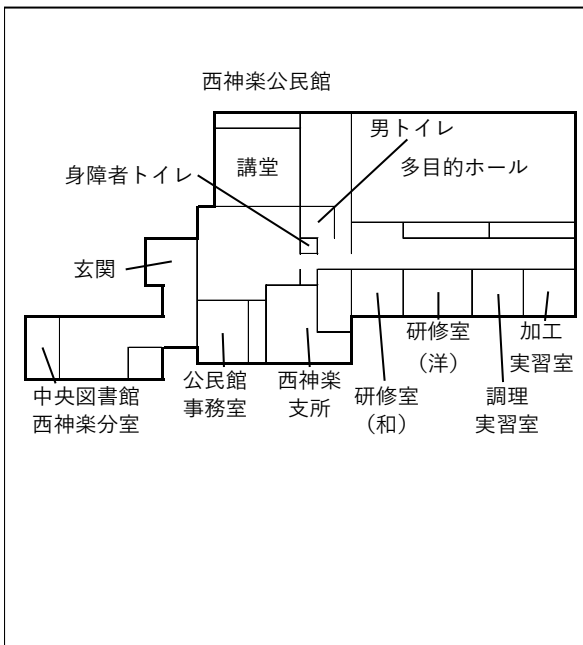 西神楽公民館
男トイレ
講堂
多目的ホール
身障者トイレ
玄関
中央図書館
西神楽分室
公民館
事務室
西神楽
支所
研修室
（和）
研修室
（洋）
調理
実習室
加工
実習室